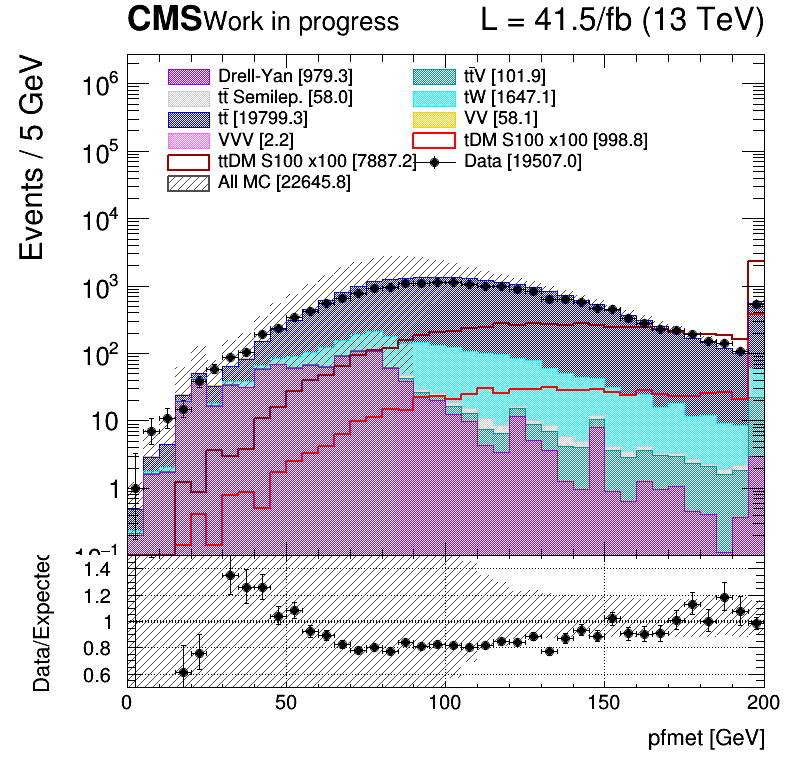 CMS Work in progress L = 41.5/fb (13 TeV)
Events / 5 GeV
Drell-Yan [979.3] tt̄V [101.9]
tt̄ Semilep. [58.0] tW [1647.1]
tt̄ [19799.3] VV [58.1]
VVV [2.2] tDM S100 x100 [998.8]
ttDM S100 x100 [7887.2] Data [19507.0]
All MC [22645.8]
10⁶
10⁵
10⁴
10³
10²
10
1
10⁻¹
Data/Expected
1.4
1.2
1
0.8
0.6
0 50 100 150 200
pfmet [GeV]